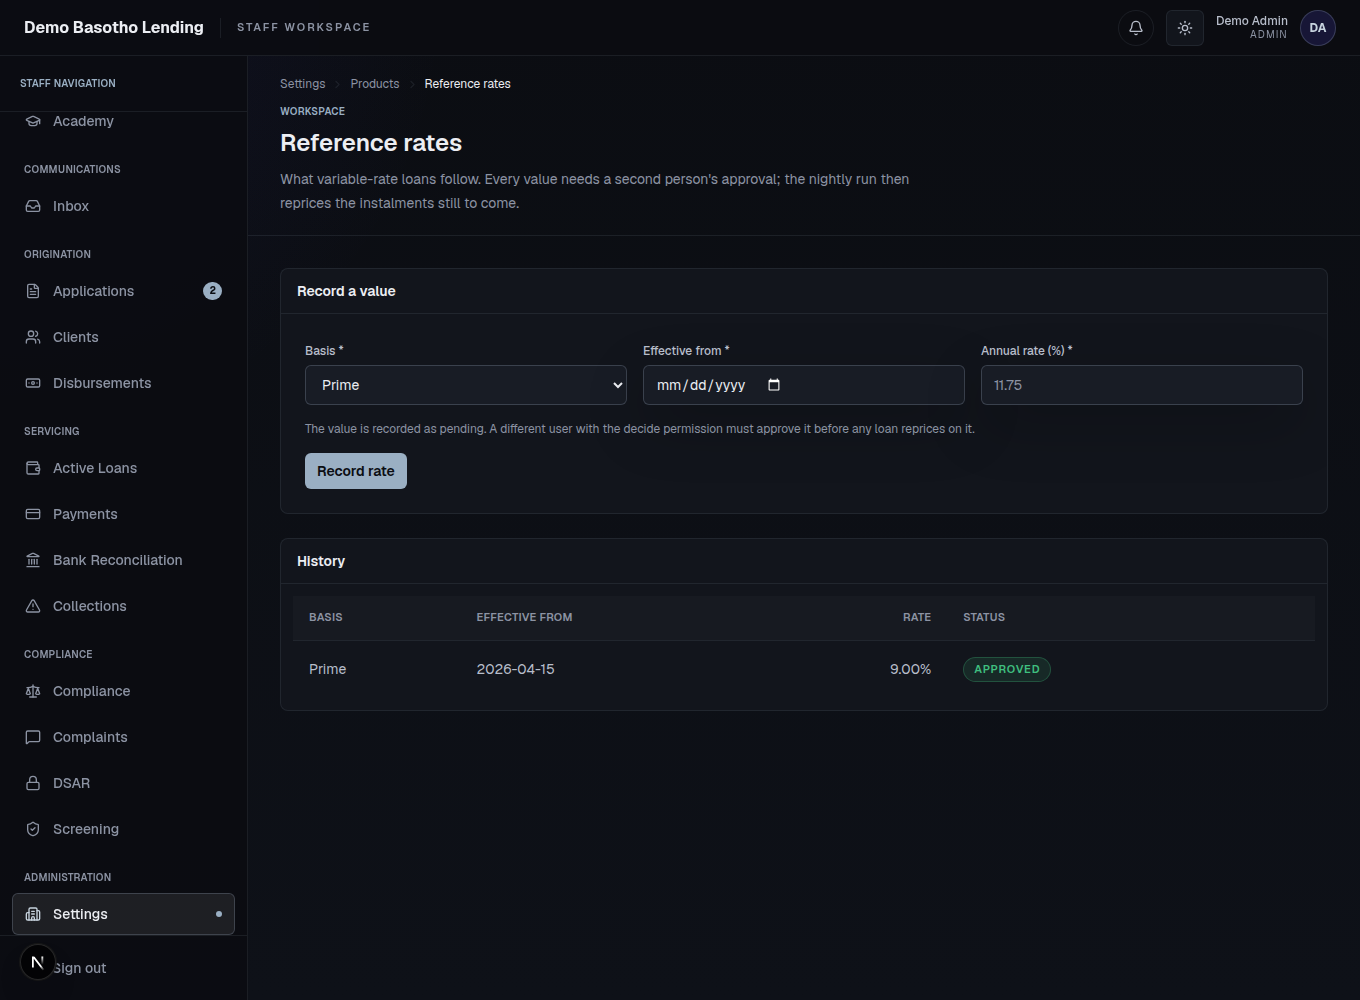 Demo Basotho Lending
STAFF WORKSPACE
Demo Admin
ADMIN
DA
STAFF NAVIGATION
Academy
COMMUNICATIONS
Inbox
ORIGINATION
Applications 2
Clients
Disbursements
SERVICING
Active Loans
Payments
Bank Reconciliation
Collections
COMPLIANCE
Compliance
Complaints
DSAR
Screening
ADMINISTRATION
Settings
N
Sign out
Settings > Products > Reference rates
WORKSPACE
Reference rates
What variable-rate loans follow. Every value needs a second person's approval; the nightly run then
reprices the instalments still to come.
Record a value
Basis * Effective from * Annual rate (%) *
Prime mm/dd/yyyy 11.75
The value is recorded as pending. A different user with the decide permission must approve it before any loan reprices on it.
Record rate
History
BASIS EFFECTIVE FROM RATE STATUS
Prime 2026-04-15 9.00% APPROVED